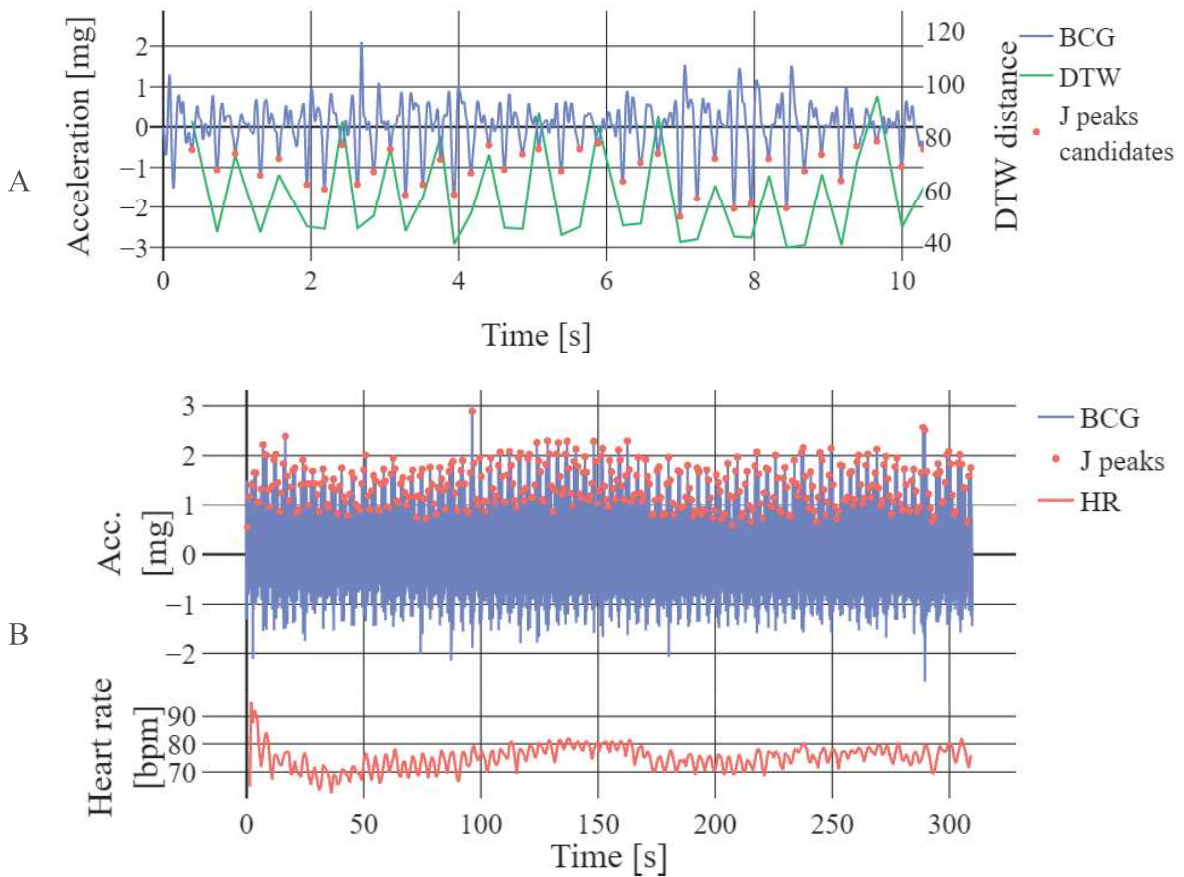 A
Acceleration [mg]
2
1
0
−1
−2
−3
0
2
4
6
8
10
Time [s]
120
100
80
60
40
DTW distance
BCG
DTW
J peaks
candidates
B
Acc.
[mg]
3
2
1
0
−1
−2
Heart rate
[bpm]
90
80
70
0
50
100
150
200
250
300
Time [s]
BCG
J peaks
HR